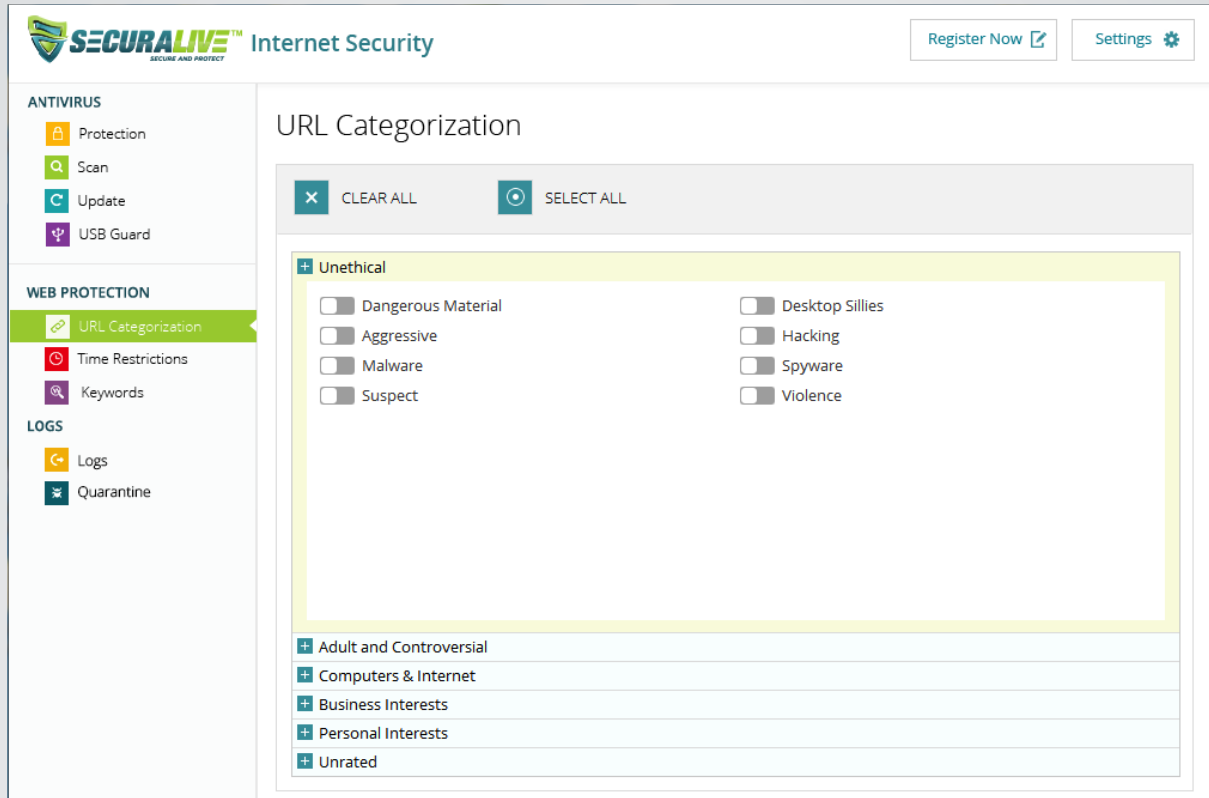 SECURALIVE™ Internet Security
SECURE AND PROTECT
Register Now
Settings
ANTIVIRUS
Protection
Scan
Update
USB Guard
WEB PROTECTION
URL Categorization
Time Restrictions
Keywords
LOGS
Logs
Quarantine
URL Categorization
CLEAR ALL SELECT ALL
Unethical
Dangerous Material Desktop Sillies
Aggressive Hacking
Malware Spyware
Suspect Violence
Adult and Controversial
Computers & Internet
Business Interests
Personal Interests
Unrated